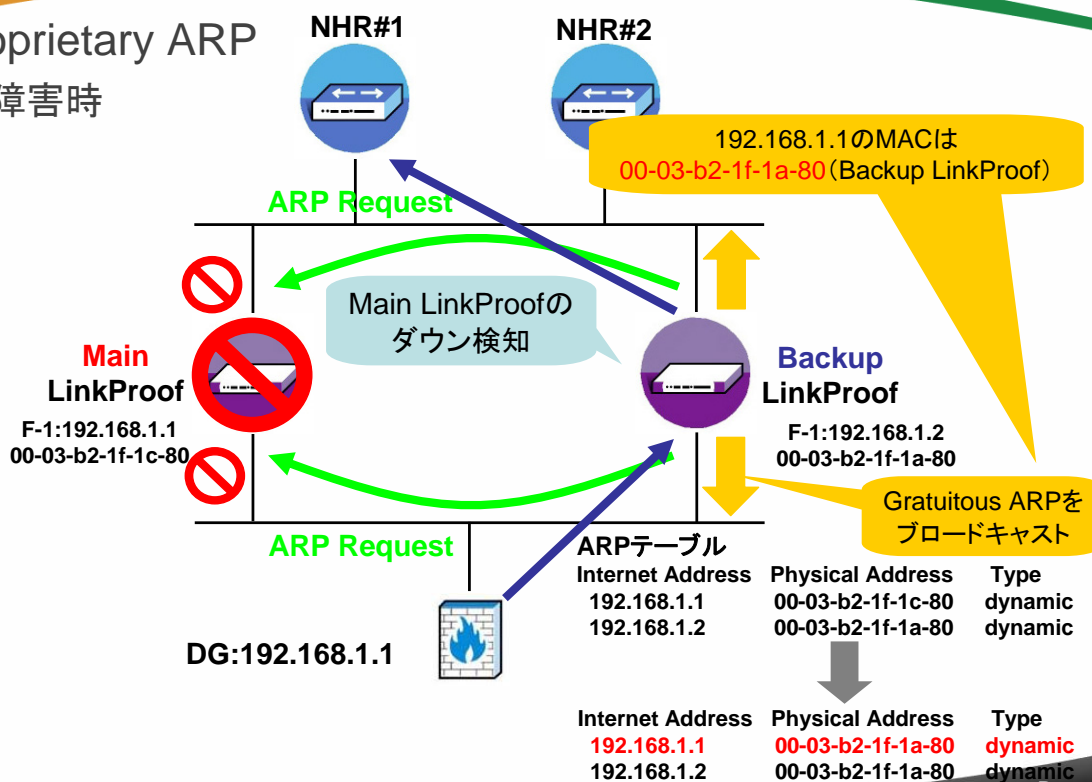 oprietary ARP
障害時
NHR#1
NHR#2
192.168.1.1のMACは
00-03-b2-1f-1a-80(Backup LinkProof)
ARP Request
Main LinkProofの
ダウン検知
Main
LinkProof
F-1:192.168.1.1
00-03-b2-1f-1c-80
Backup
LinkProof
F-1:192.168.1.2
00-03-b2-1f-1a-80
Gratuitous ARPを
ブロードキャスト
ARP Request
DG:192.168.1.1
ARPテーブル
Internet Address Physical Address Type
192.168.1.1 00-03-b2-1f-1c-80 dynamic
192.168.1.2 00-03-b2-1f-1a-80 dynamic
Internet Address Physical Address Type
192.168.1.1 00-03-b2-1f-1a-80 dynamic
192.168.1.2 00-03-b2-1f-1a-80 dynamic